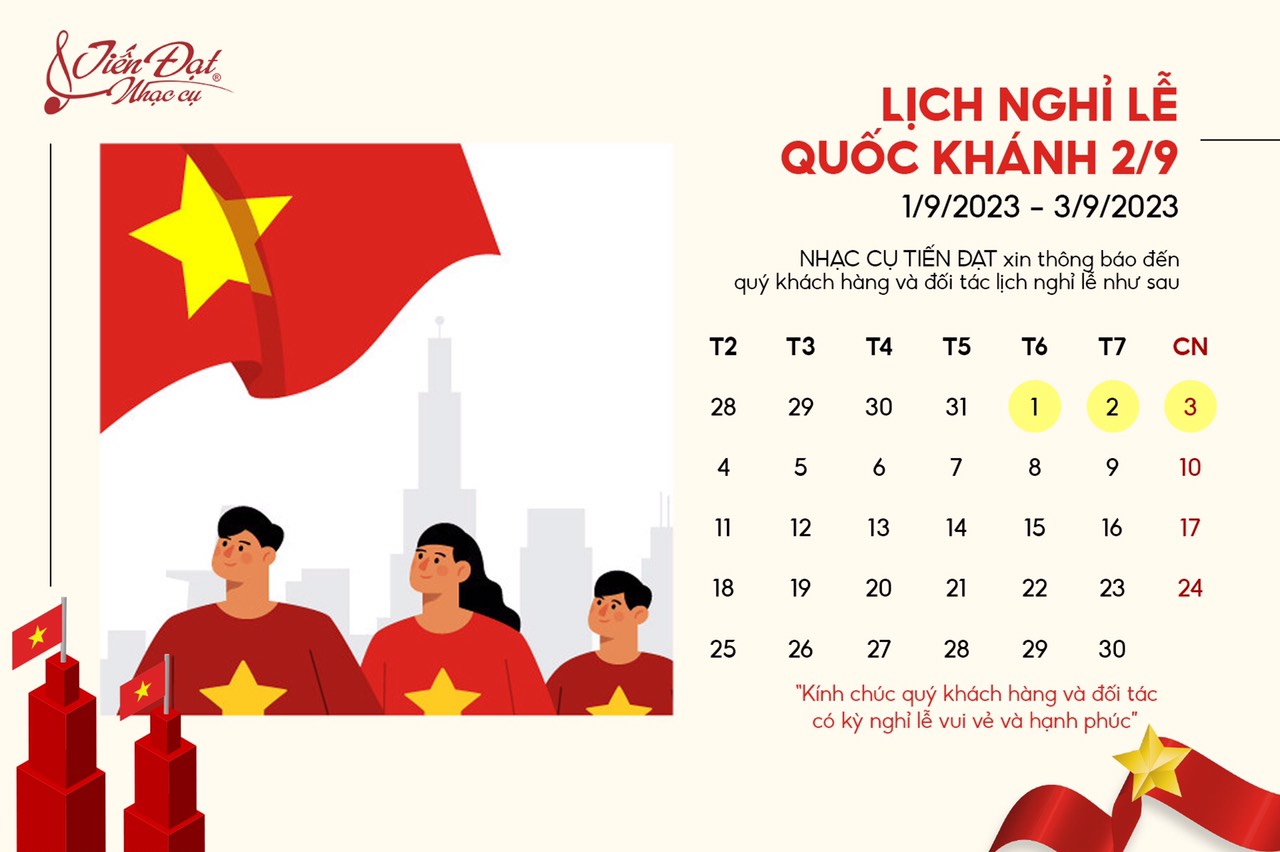 Tiến Đạt®
Nhạc cụ
LỊCH NGHỈ LỄ
QUỐC KHÁNH 2/9
1/9/2023 - 3/9/2023
NHẠC CỤ TIẾN ĐẠT xin thông báo đến
quý khách hàng và đối tác lịch nghỉ lễ như sau
T2 T3 T4 T5 T6 T7 CN
28 29 30 31 1 2 3
4 5 6 7 8 9 10
11 12 13 14 15 16 17
18 19 20 21 22 23 24
25 26 27 28 29 30
"Kính chúc quý khách hàng và đối tác
có kỳ nghỉ lễ vui vẻ và hạnh phúc"